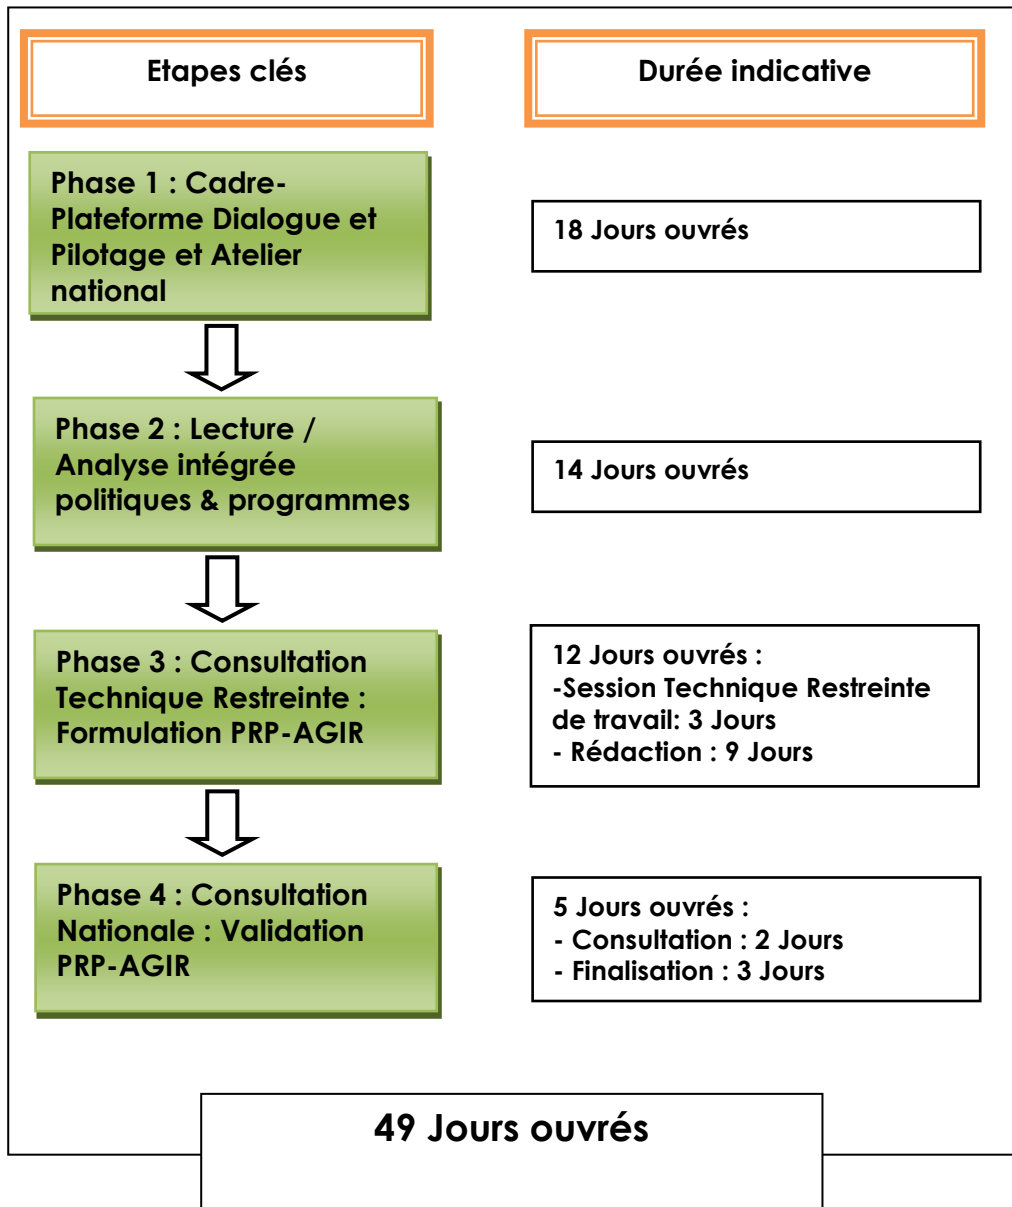 Etapes clés
Durée indicative
Phase 1 : Cadre-
Plateforme Dialogue et
Pilotage et Atelier
national
18 Jours ouvrés
Phase 2 : Lecture /
Analyse intégrée
politiques & programmes
14 Jours ouvrés
Phase 3 : Consultation
Technique Restreinte :
Formulation PRP-AGIR
12 Jours ouvrés :
-Session Technique Restreinte
de travail: 3 Jours
- Rédaction : 9 Jours
Phase 4 : Consultation
Nationale : Validation
PRP-AGIR
5 Jours ouvrés :
- Consultation : 2 Jours
- Finalisation : 3 Jours
49 Jours ouvrés